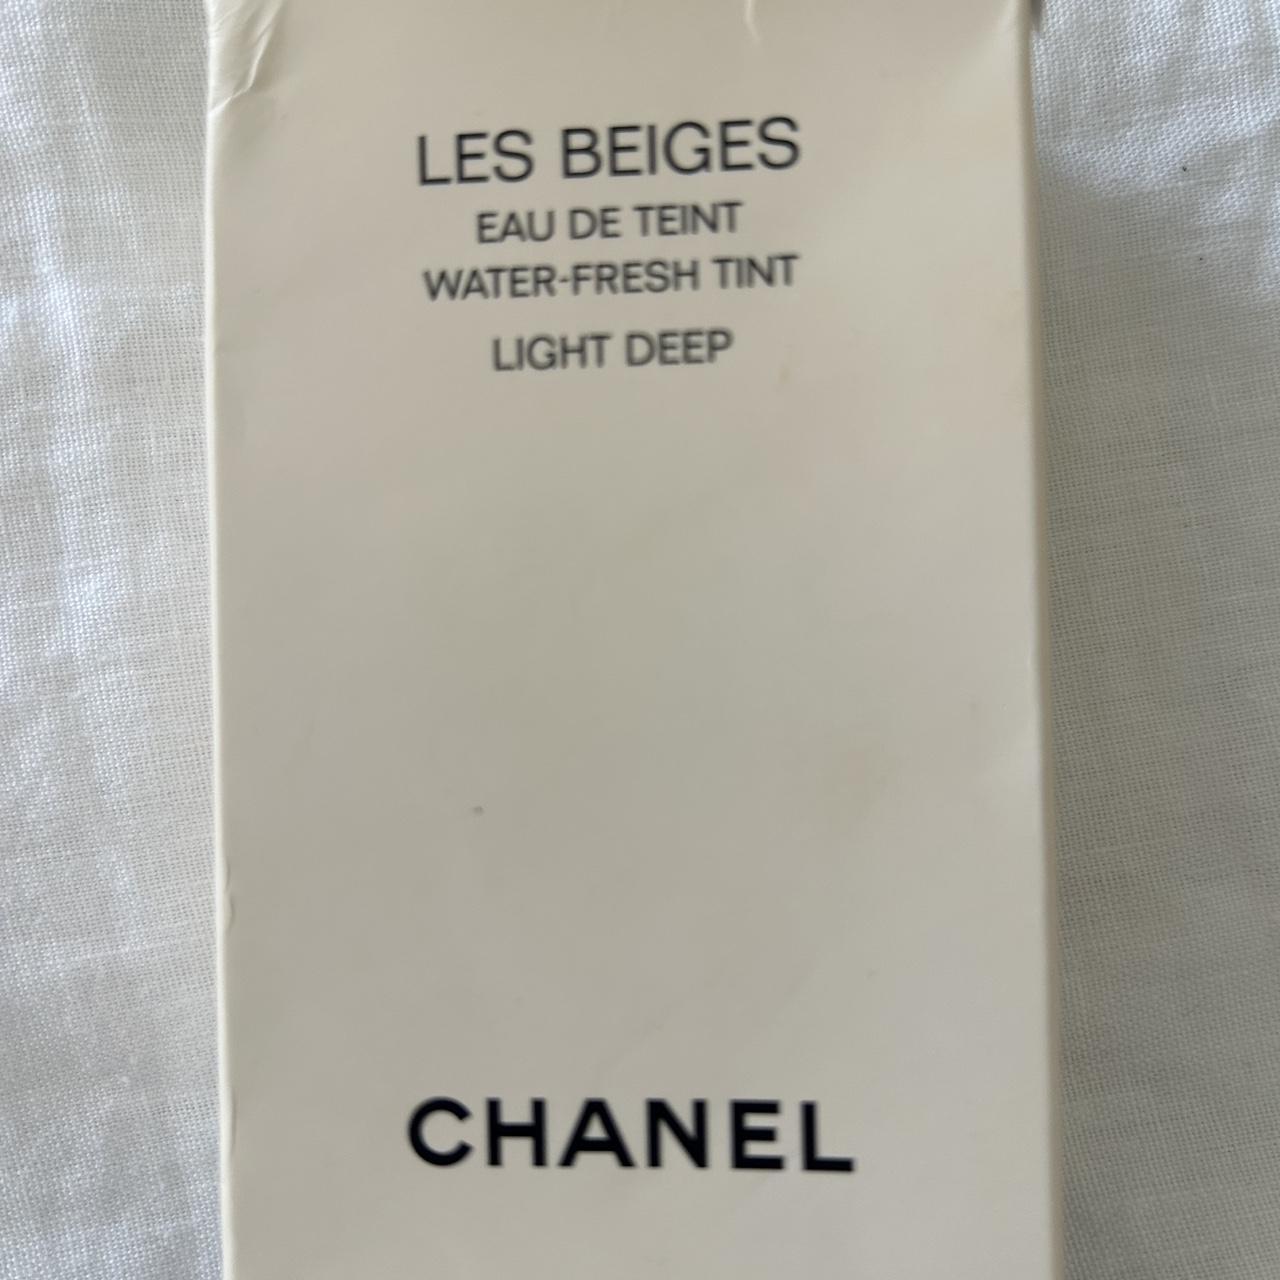 LES BEIGES
EAU DE TEINT
WATER-FRESH TINT
LIGHT DEEP
CHANEL